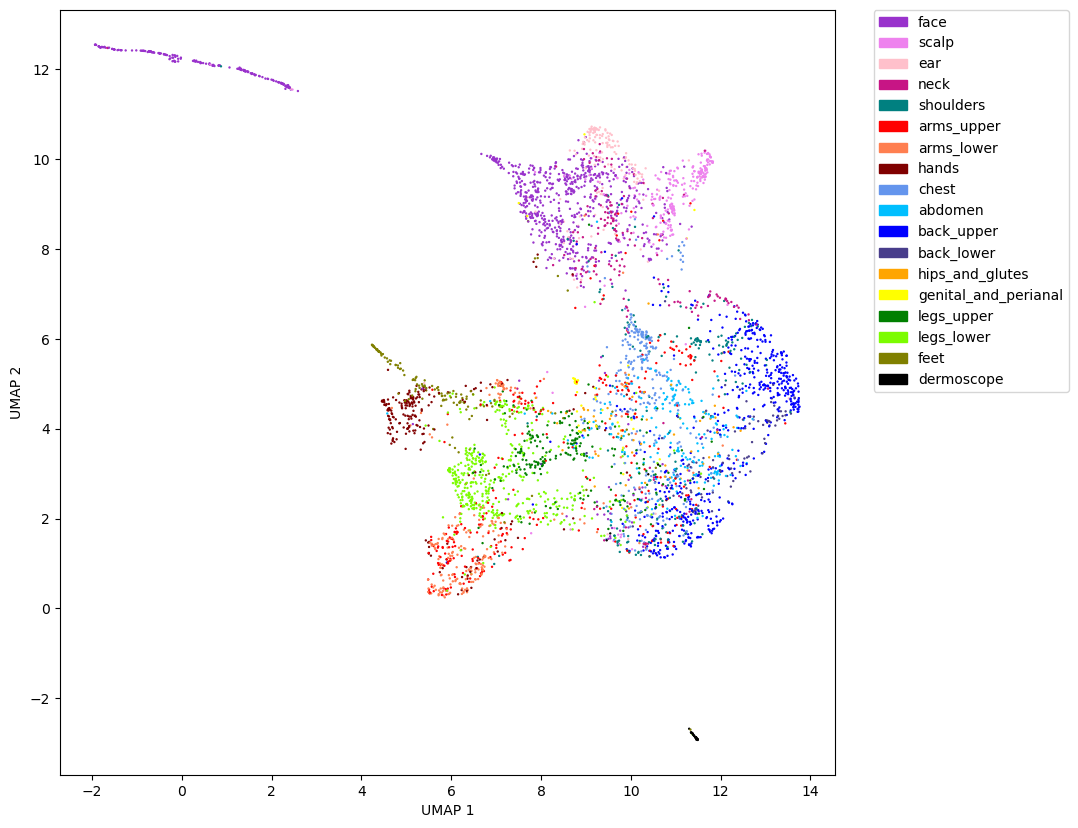 face
scalp
ear
neck
shoulders
arms_upper
arms_lower
hands
chest
abdomen
back_upper
back_lower
hips_and_glutes
genital_and_perianal
legs_upper
legs_lower
feet
dermoscope
12
10
8
6
4
2
0
−2
UMAP 2
−2 0 2 4 6 8 10 12 14
UMAP 1